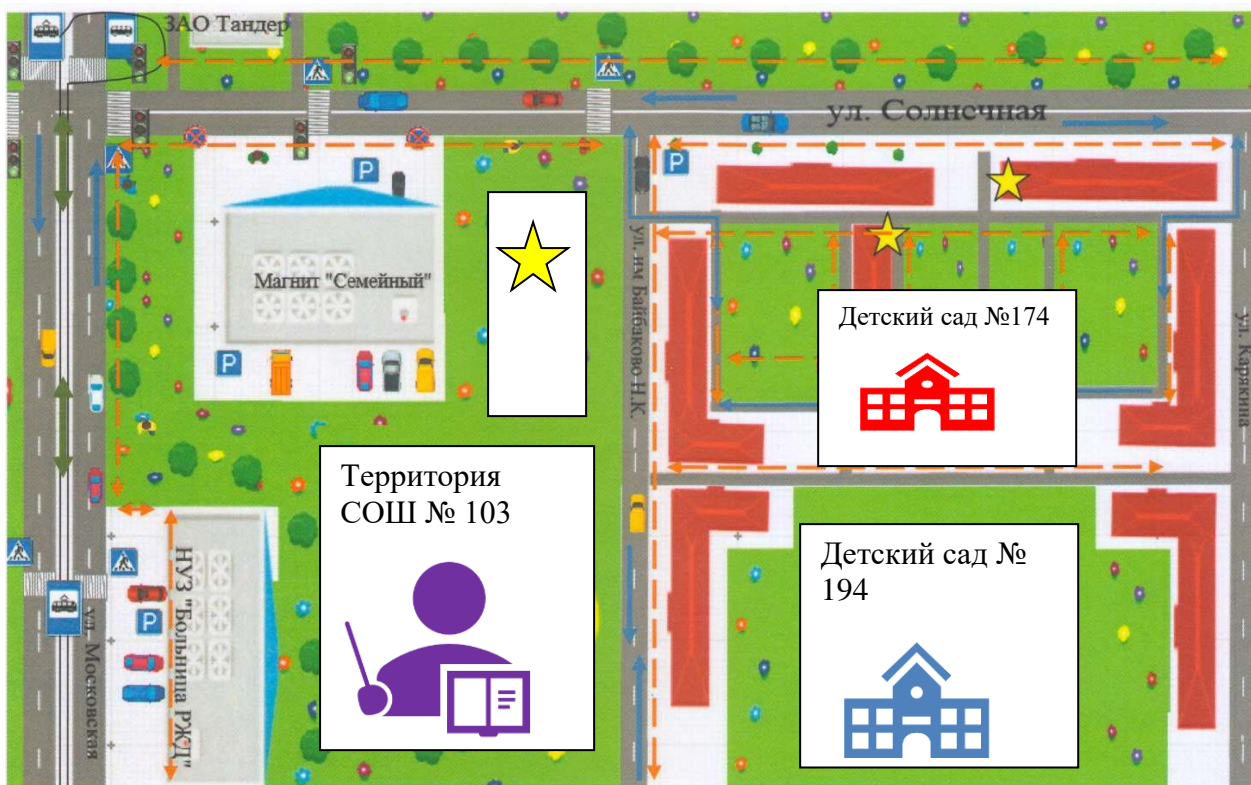 ЗАО Тандер
ул. Солнечная
P
P
Магнит "Семейный"
ул. им Байбаково Н.К.
Детский сад №174
P
ул. Карякина
Территория
СОШ № 103
НУЗ "Больница РЖД"
Детский сад №
194
P
ул. Московская